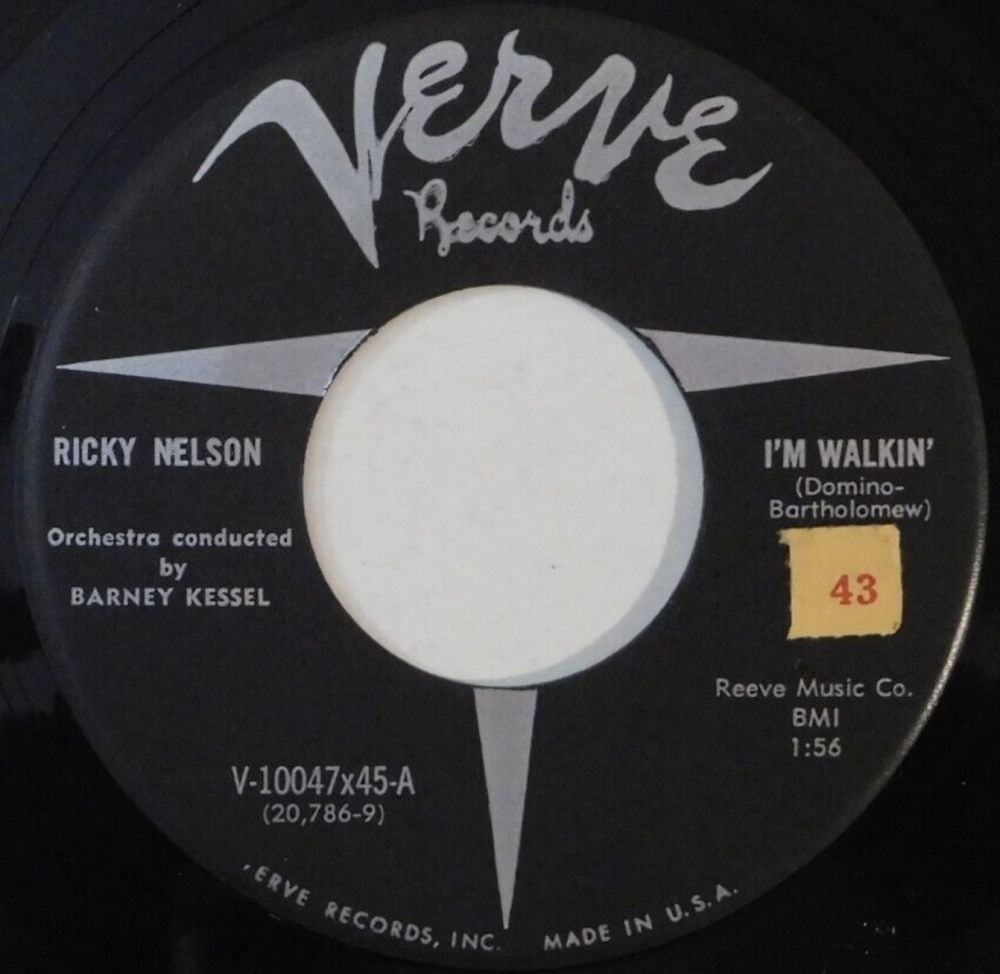 Verve
Records
RICKY NELSON
Orchestra conducted
by
BARNEY KESSEL
I'M WALKIN'
(Domino-
Bartholomew)
43
Reeve Music Co.
BMI
1:56
V-10047x45-A
(20,786-9)
'ERVE RECORDS, INC. MADE IN U.S.A.